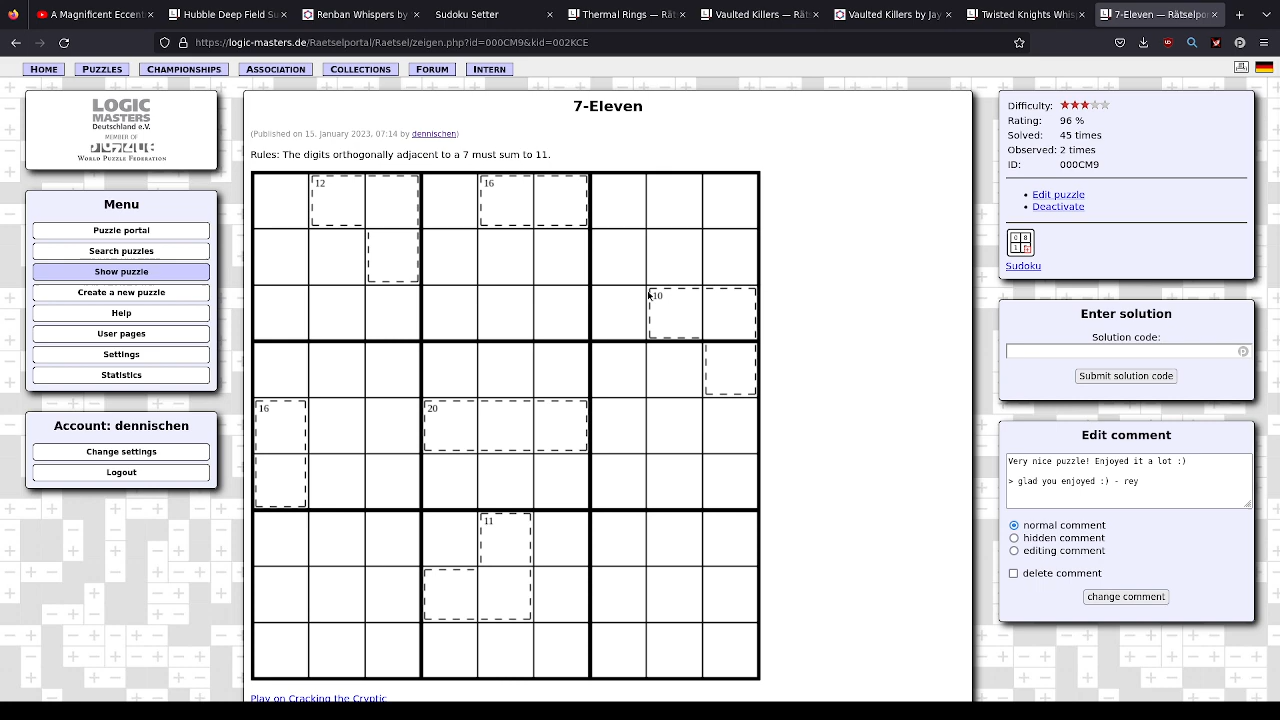 A Magnificent Eccent
Hubble Deep Field Su
Renban Whispers by
Sudoku Setter
Thermal Rings — Rät
Vaulted Killers — Rä
Vaulted Killers by Jay
Twisted Knights Whis
7-Eleven — Rätselpor
https://logic-masters.de/Raetselportal/Raetsel/zeigen.php?id=000CM9&kid=002KCE
HOME
PUZZLES
CHAMPIONSHIPS
ASSOCIATION
COLLECTIONS
FORUM
INTERN
LOGIC
MASTERS
Deutschland e.V.
MEMBER OF
WORLD PUZZLE FEDERATION
Menu
Puzzle portal
Search puzzles
Show puzzle
Create a new puzzle
Help
User pages
Settings
Statistics
Account: dennischen
Change settings
Logout
7-Eleven
(Published on 15. January 2023, 07:14 by dennischen)
Rules: The digits orthogonally adjacent to a 7 must sum to 11.
12
16
10
16
20
11
Play on Cracking the Cryptic
Difficulty:
Rating: 96 %
Solved: 45 times
Observed: 2 times
ID: 000CM9
Edit puzzle
Deactivate
Sudoku
Enter solution
Solution code:
Submit solution code
Edit comment
Very nice puzzle! Enjoyed it a lot :)
> glad you enjoyed :) - rey
normal comment
hidden comment
editing comment
delete comment
change comment